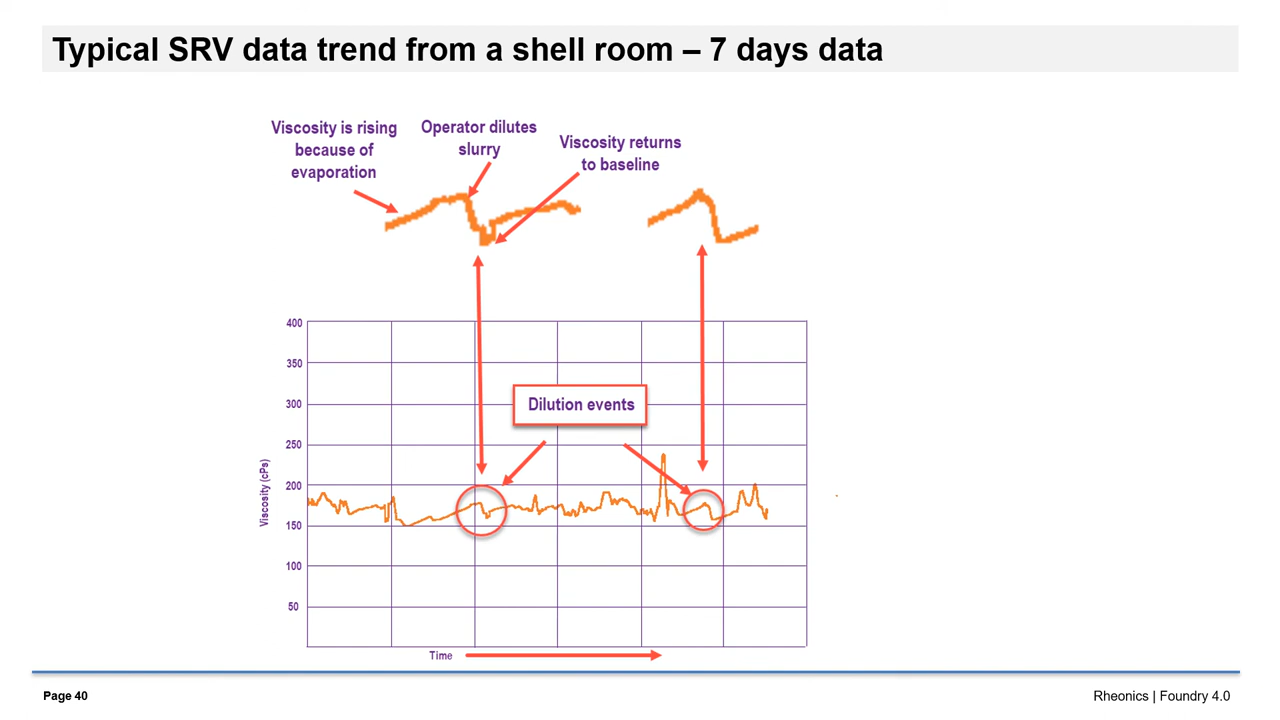 Typical SRV data trend from a shell room – 7 days data
Viscosity is rising
because of
evaporation
Operator dilutes
slurry
Viscosity returns
to baseline
400
350
300
250
200
150
100
50
Viscosity (cPs)
Dilution events
Time
Page 40
Rheonics | Foundry 4.0